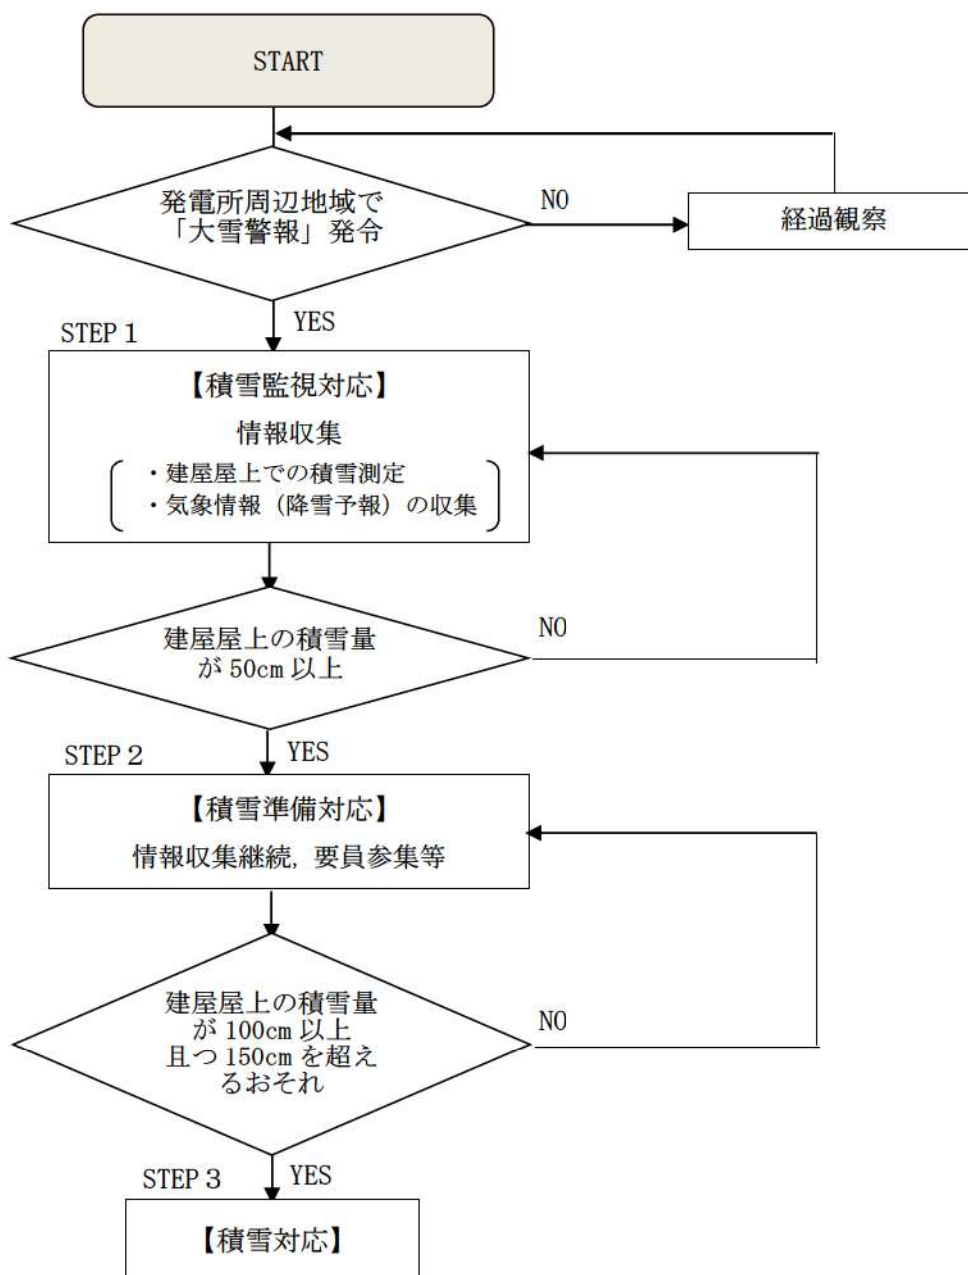 START
発電所周辺地域で
「大雪警報」発令
NO
経過観察
YES
STEP 1
【積雪監視対応】
情報収集
・建屋屋上での積雪測定
・気象情報（降雪予報）の収集
建屋屋上の積雪量
が 50cm 以上
NO
YES
STEP 2
【積雪準備対応】
情報収集継続, 要員参集等
建屋屋上の積雪量
が 100cm 以上
且つ 150cm を超え
るおそれ
NO
YES
STEP 3
【積雪対応】